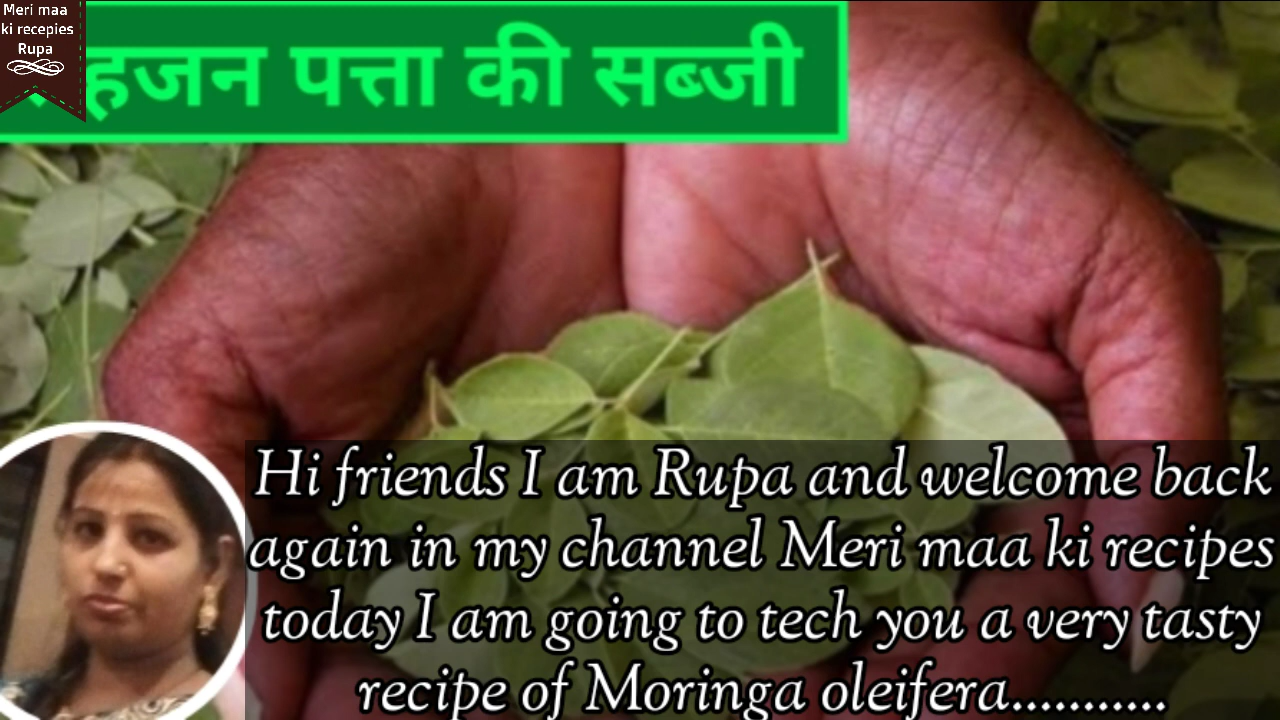 Meri maa
ki recepies
Rupa
पत्ता की सब्जी
Hi friends I am Rupa and welcome back
again in my channel Meri maa ki recipes
today I am going to tech you a very tasty
recipe of Moringa oleifera...........